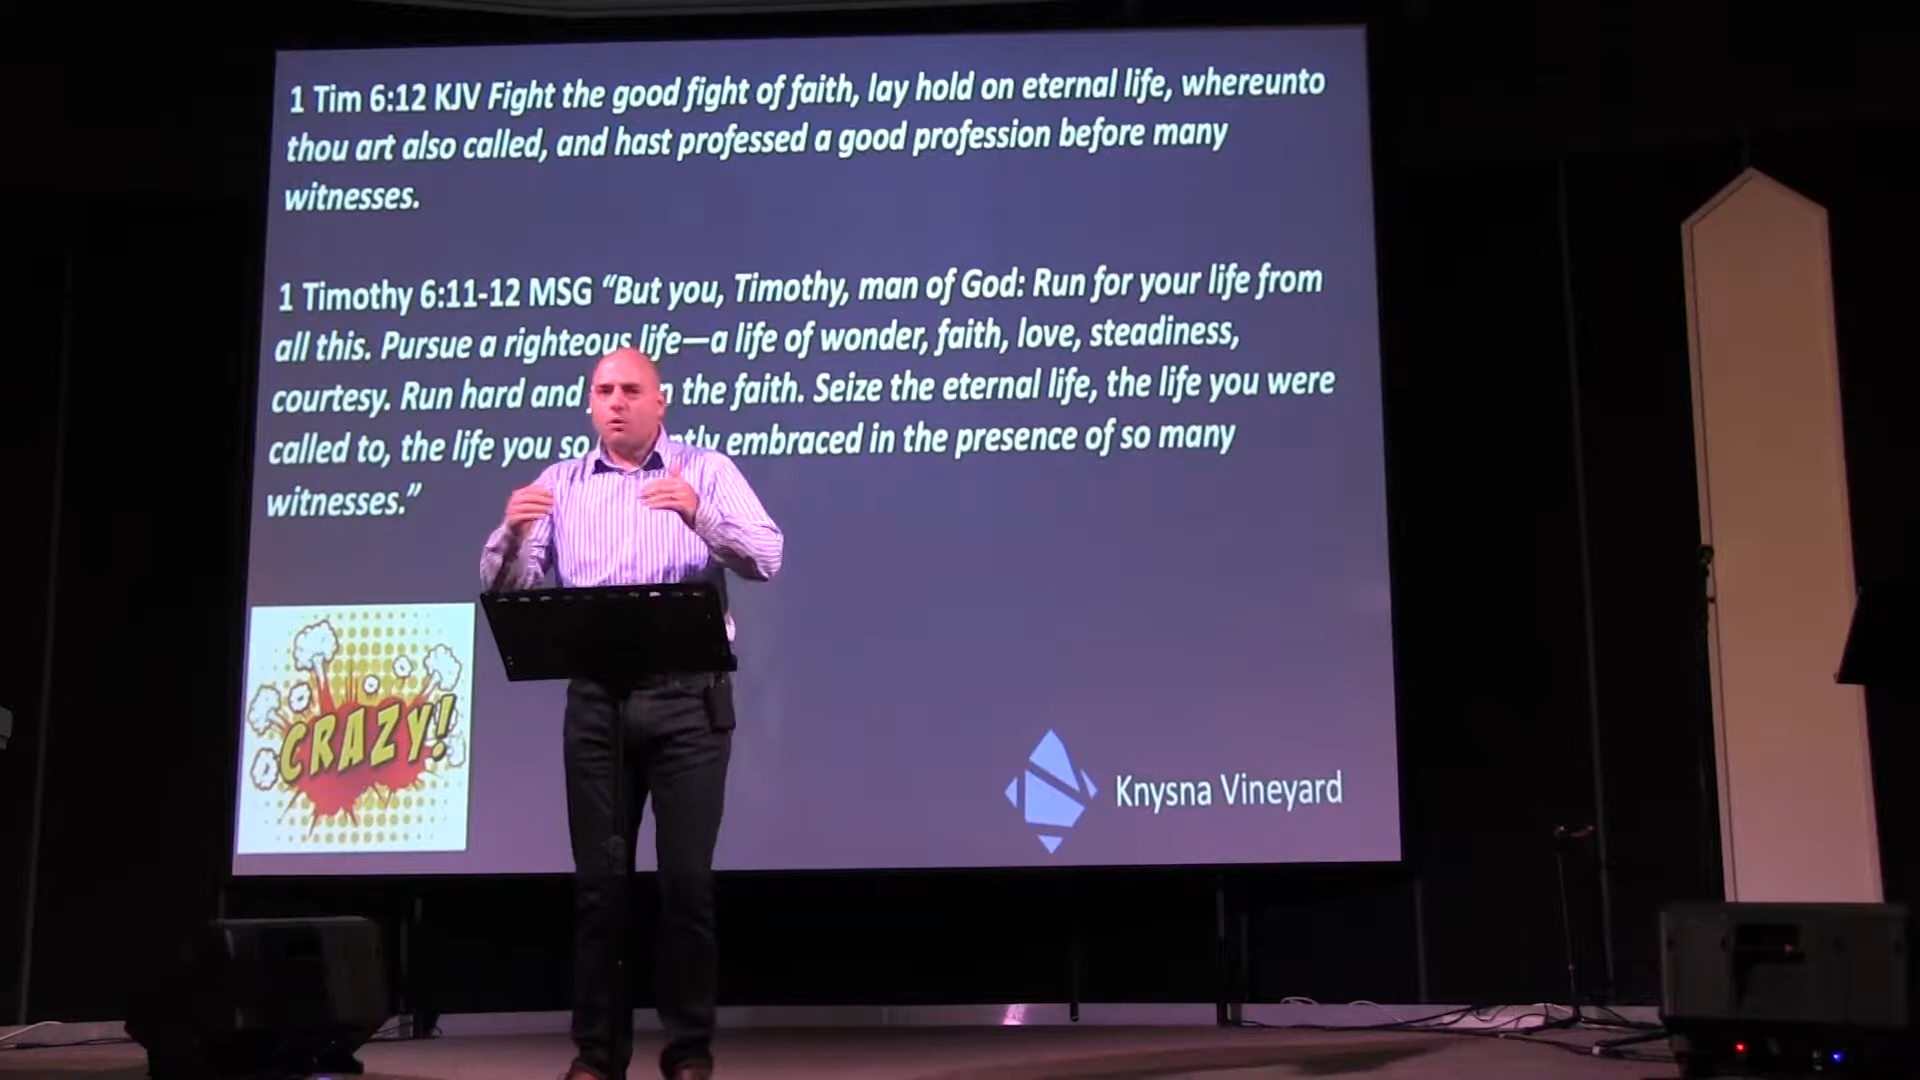 1 Tim 6:12 KJV Fight the good fight of faith, lay hold on eternal life, whereunto
thou art also called, and hast professed a good profession before many
witnesses.
1 Timothy 6:11-12 MSG “But you, Timothy, man of God: Run for your life from
all this. Pursue a righteous life—a life of wonder, faith, love, steadiness,
courtesy. Run hard and the faith. Seize the eternal life, the life you were
called to, the life you so embraced in the presence of so many
witnesses.”
CRAZY!
Knysna Vineyard